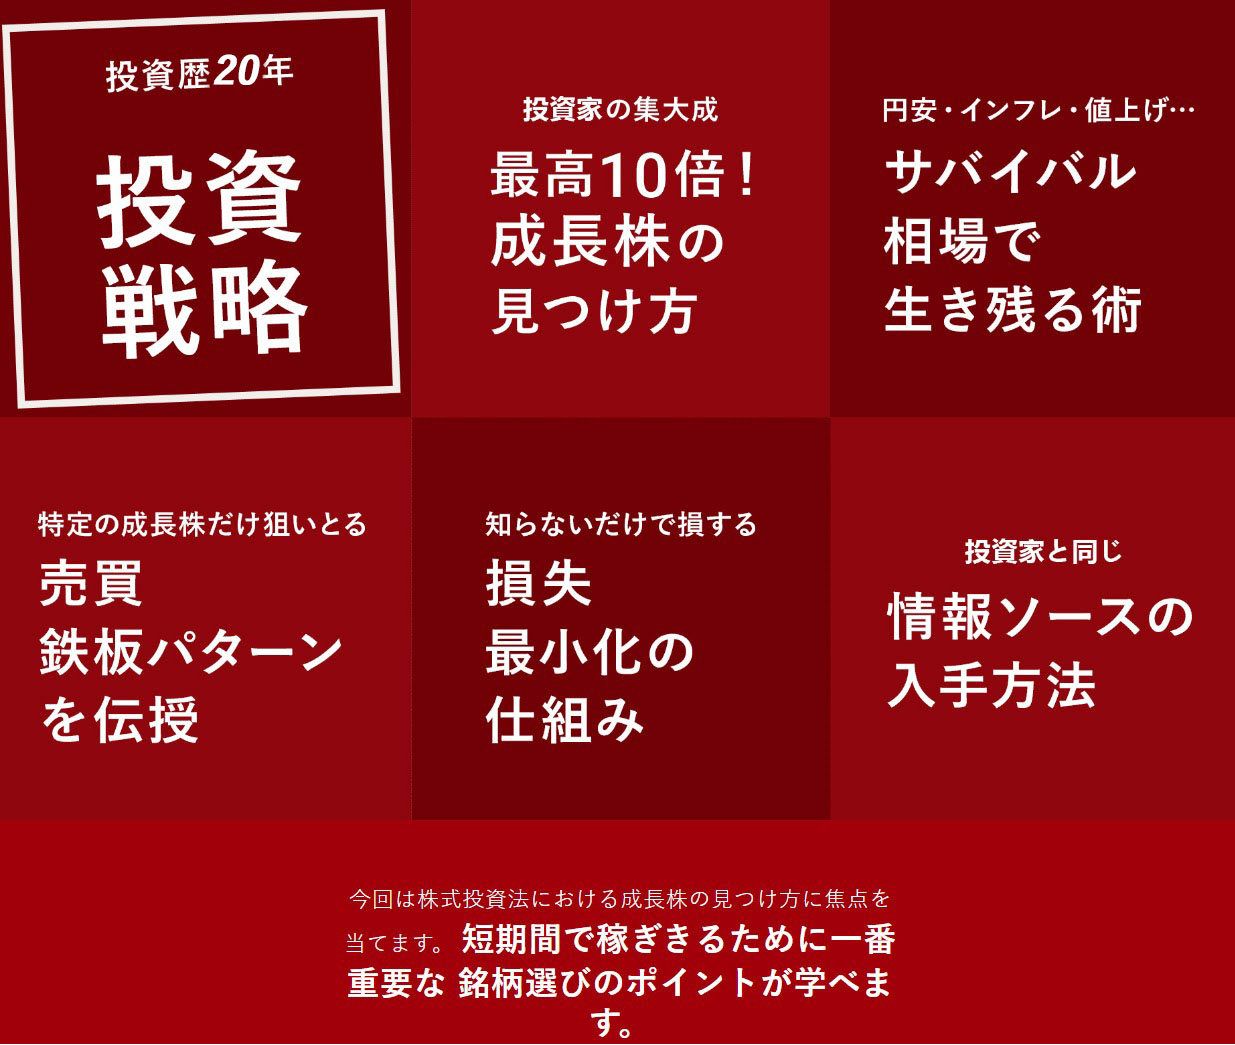 投資歴20年
投資
戦略
投資家の集大成
最高10倍！
成長株の
見つけ方
円安・インフレ・値上げ…
サバイバル
相場で
生き残る術
特定の成長株だけ狙いとる
売買
鉄板パターン
を伝授
知らないだけで損する
損失
最小化の
仕組み
投資家と同じ
情報ソースの
入手方法
今回は株式投資法における成長株の見つけ方に焦点を
当てます。 短期間で稼ぎきるために一番
重要な 銘柄選びのポイントが学べま
す。